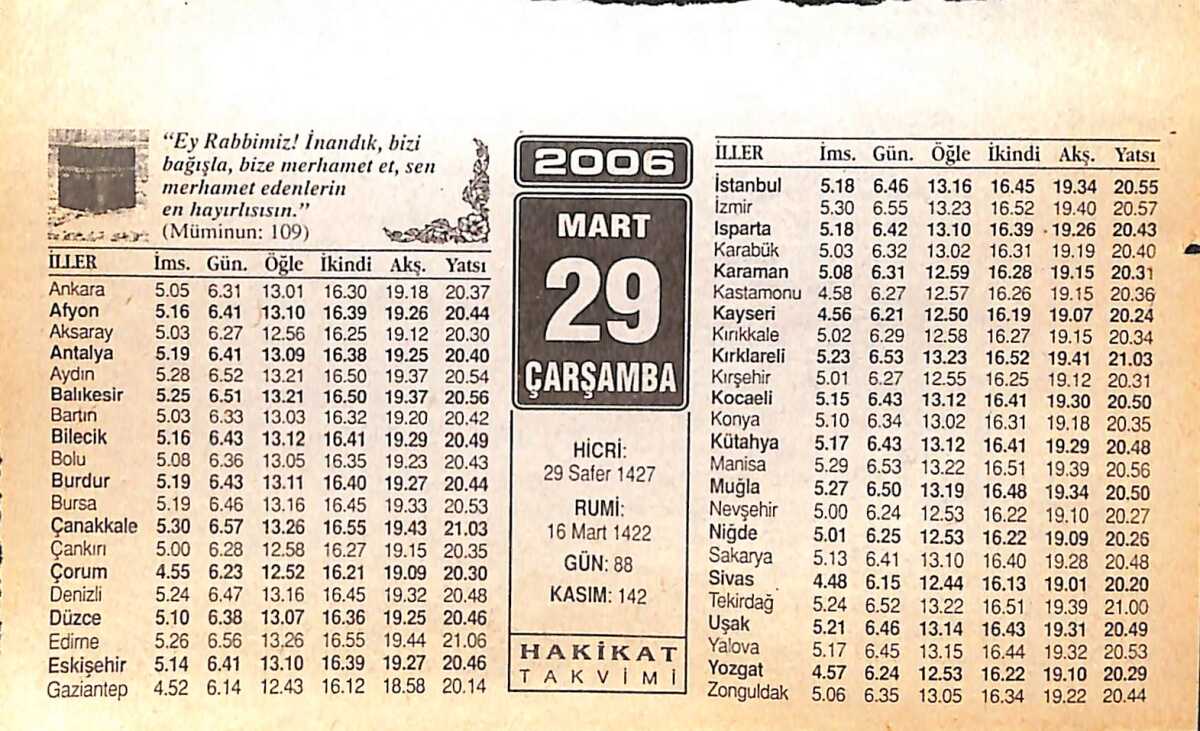 “Ey Rabbimiz! İnandık, bizi
bağışla, bize merhamet et, sen
merhamet edenlerin
en hayırlısısın.”
(Müminun: 109)
İLLER İms. Gün. Öğle İkindi Akş. Yatsı
Ankara 5.05 6.31 13.01 16.30 19.18 20.37
Afyon 5.16 6.41 13.10 16.39 19.26 20.44
Aksaray 5.03 6.27 12.56 16.25 19.12 20.30
Antalya 5.19 6.41 13.09 16.38 19.25 20.40
Aydın 5.28 6.52 13.21 16.50 19.37 20.54
Balıkesir 5.25 6.51 13.21 16.50 19.37 20.56
Bartın 5.03 6.33 13.03 16.32 19.20 20.42
Bilecik 5.16 6.43 13.12 16.41 19.29 20.49
Bolu 5.08 6.36 13.05 16.35 19.23 20.43
Burdur 5.19 6.43 13.11 16.40 19.27 20.44
Bursa 5.19 6.46 13.16 16.45 19.33 20.53
Çanakkale 5.30 6.57 13.26 16.55 19.43 21.03
Çankırı 5.00 6.28 12.58 16.27 19.15 20.35
Çorum 4.55 6.23 12.52 16.21 19.09 20.30
Denizli 5.24 6.47 13.16 16.45 19.32 20.48
Düzce 5.10 6.38 13.07 16.36 19.25 20.46
Edirne 5.26 6.56 13.26 16.55 19.44 21.06
Eskişehir 5.14 6.41 13.10 16.39 19.27 20.46
Gaziantep 4.52 6.14 12.43 16.12 18.58 20.14
2006
MART
29
ÇARŞAMBA
HİCRİ:
29 Safer 1427
RUMİ:
16 Mart 1422
GÜN: 88
KASIM: 142
HAKİKAT
TAKVİMİ
İLLER İms. Gün. Öğle İkindi Akş. Yatsı
İstanbul 5.18 6.46 13.16 16.45 19.34 20.55
İzmir 5.30 6.55 13.23 16.52 19.40 20.57
Isparta 5.18 6.42 13.10 16.39 19.26 20.43
Karabük 5.03 6.32 13.02 16.31 19.19 20.40
Karaman 5.08 6.31 12.59 16.28 19.15 20.31
Kastamonu 4.58 6.27 12.57 16.26 19.15 20.36
Kayseri 4.56 6.21 12.50 16.19 19.07 20.24
Kırıkkale 5.02 6.29 12.58 16.27 19.15 20.34
Kırklareli 5.23 6.53 13.23 16.52 19.41 21.03
Kırşehir 5.01 6.27 12.55 16.25 19.12 20.31
Kocaeli 5.15 6.43 13.12 16.41 19.30 20.50
Konya 5.10 6.34 13.02 16.31 19.18 20.35
Kütahya 5.17 6.43 13.12 16.41 19.29 20.48
Manisa 5.29 6.53 13.22 16.51 19.39 20.56
Muğla 5.27 6.50 13.19 16.48 19.34 20.50
Nevşehir 5.00 6.24 12.53 16.22 19.10 20.27
Niğde 5.01 6.25 12.53 16.22 19.09 20.26
Sakarya 5.13 6.41 13.10 16.40 19.28 20.48
Sivas 4.48 6.15 12.44 16.13 19.01 20.20
Tekirdağ 5.24 6.52 13.22 16.51 19.39 21.00
Uşak 5.21 6.46 13.14 16.43 19.31 20.49
Yalova 5.17 6.45 13.15 16.44 19.32 20.53
Yozgat 4.57 6.24 12.53 16.22 19.10 20.29
Zonguldak 5.06 6.35 13.05 16.34 19.22 20.44